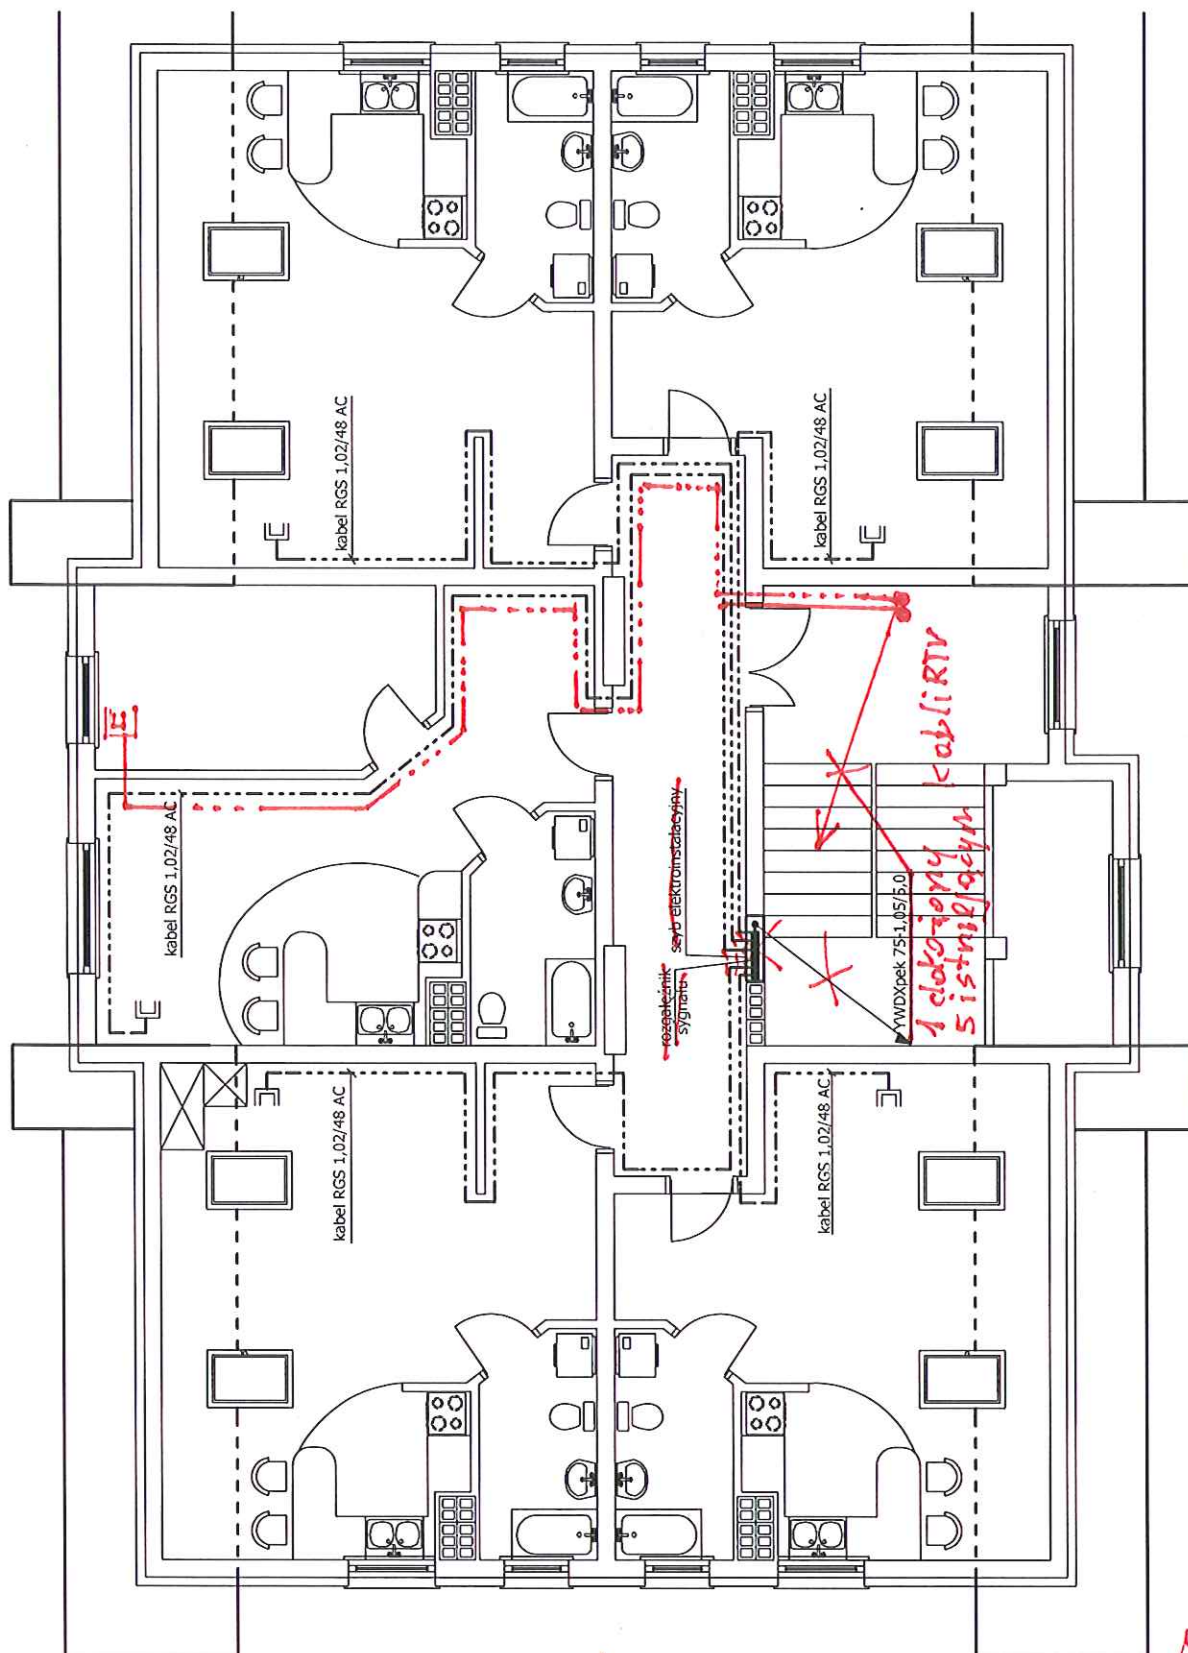 kabel RGS 1,02/48 AC
kabel RGS 1,02/48 AC
kabel RGS 1,02/48 AC
kabel RGS 1,02/48 AC
kabel RGS 1,02/48 AC
rozgałęźnik
sygnału
szyb elektroinstalacyjny
YWDXpek 75-1,05/5,0
1 dołożony kabli RTV
5 istniejącym